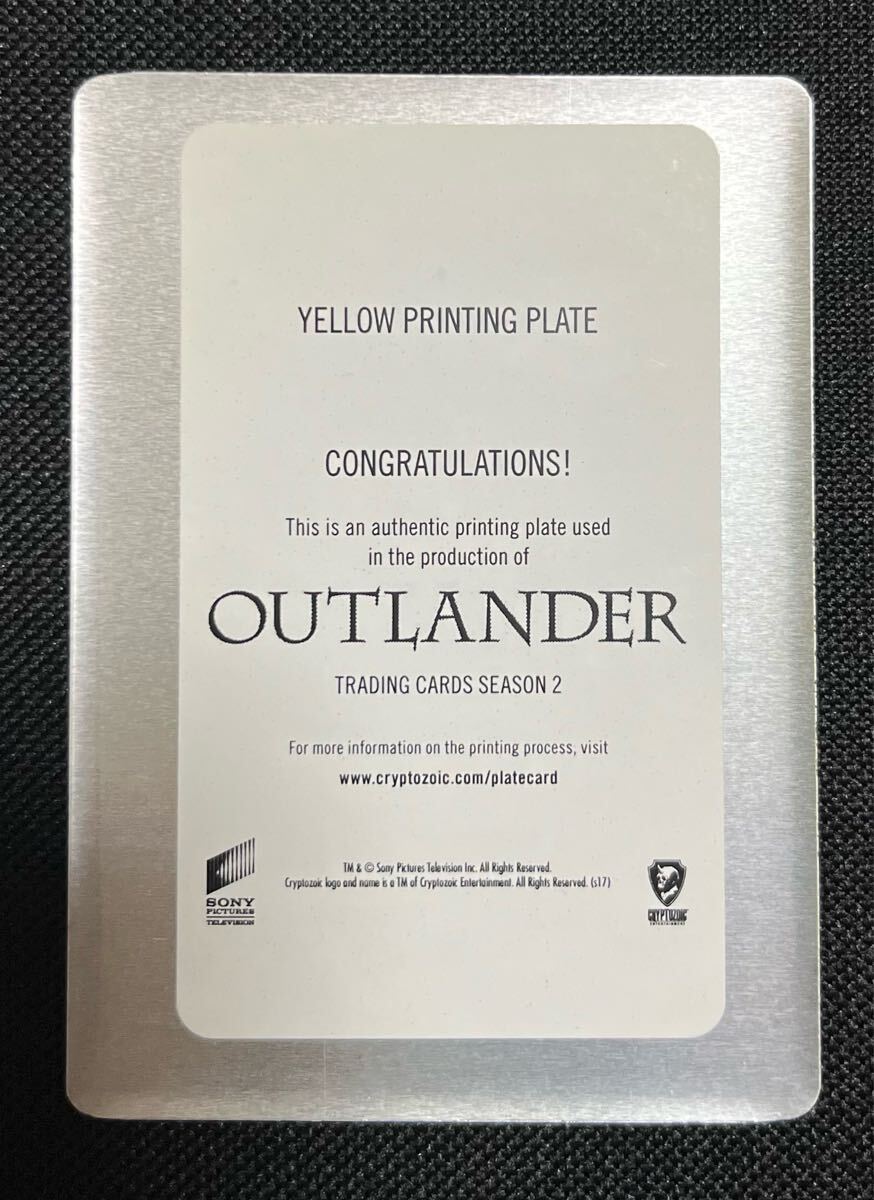 YELLOW PRINTING PLATE
CONGRATULATIONS!
This is an authentic printing plate used
in the production of
OUTLANDER
TRADING CARDS SEASON 2
For more information on the printing process, visit
www.cryptozoic.com/platecard
TM & © Sony Pictures Television Inc. All Rights Reserved.
Cryptozoic logo and name is a TM of Cryptozoic Entertainment. All Rights Reserved. (s17)
SONY
PICTURES
TELEVISION
CRYPTOZOIC
ENTERTAINMENT